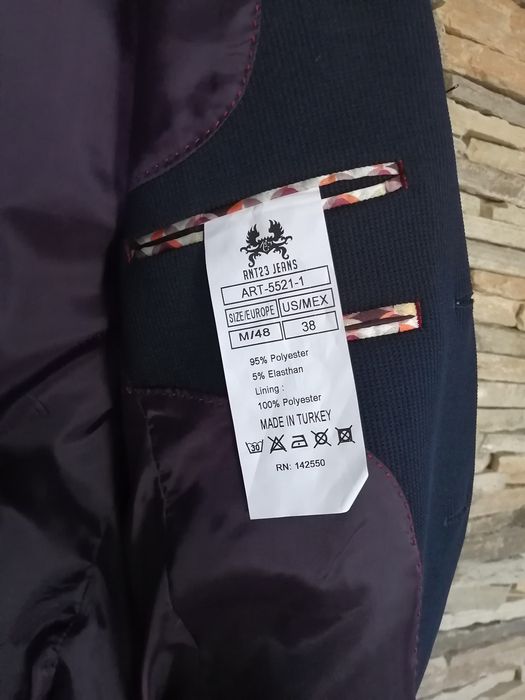 ANT23 JEANS
ART-5521-1
SIZE/EUROPE US/MEX
M/48 38
95% Polyester
5% Elasthan
Lining :
100% Polyester
MADE IN TURKEY
30
RN: 142550